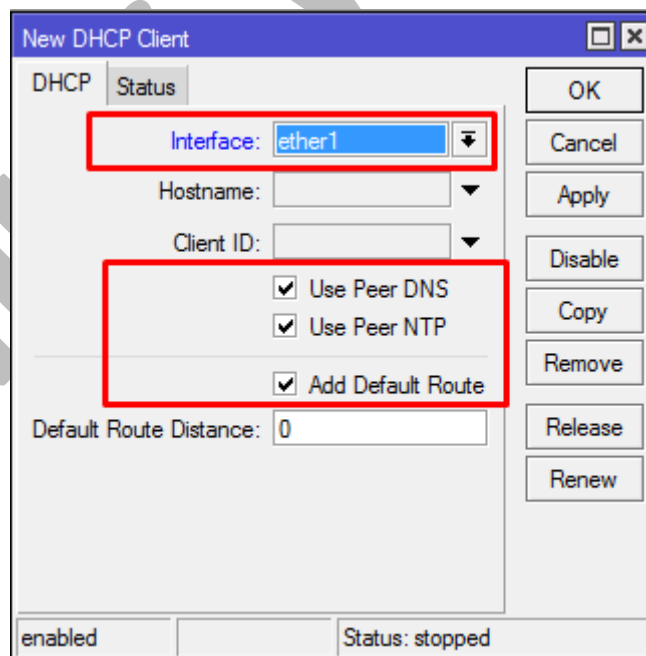 New DHCP Client
DHCP
Status
Interface: ether1
Hostname:
Client ID:
Use Peer DNS
Use Peer NTP
Add Default Route
Default Route Distance: 0
OK
Cancel
Apply
Disable
Copy
Remove
Release
Renew
enabled
Status: stopped